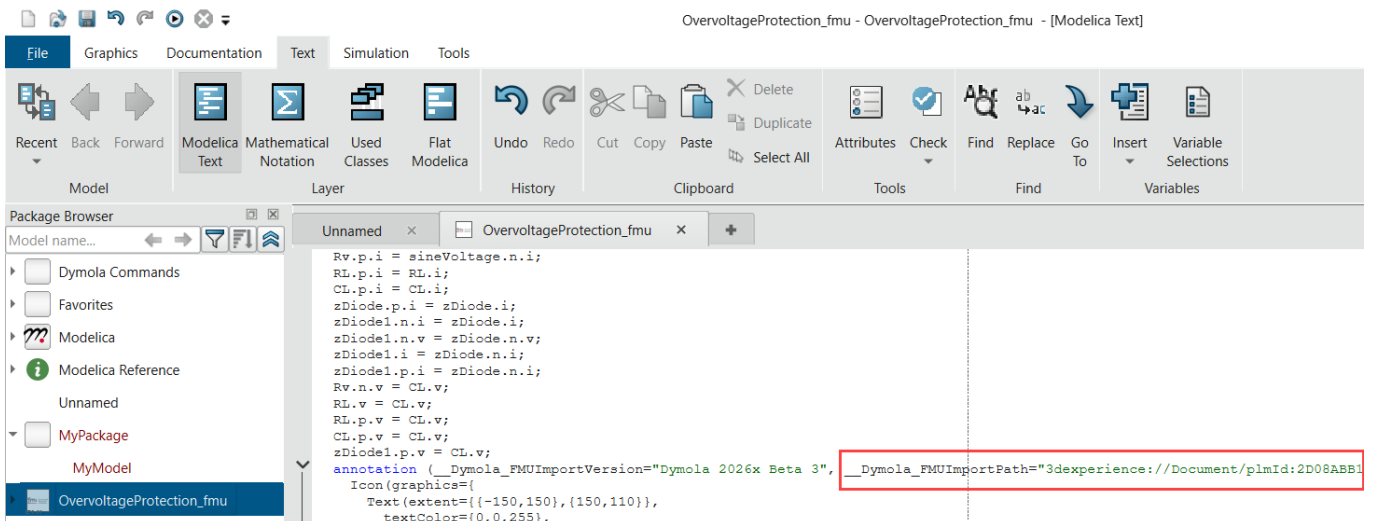 OvervoltageProtection_fmu - OvervoltageProtection_fmu - [Modelica Text]
File Graphics Documentation Text Simulation Tools
Recent Back Forward Modelica Text Mathematical Notation Used Classes Flat Modelica Undo Redo Cut Copy Paste Delete Duplicate Select All Attributes Check Find Replace Go To Insert Variable Selections
Model Layer History Clipboard Tools Find Variables
Package Browser
Model name...
Unnamed × OvervoltageProtection_fmu × +
Dymola Commands
Favorites
Modelica
Modelica Reference
Unnamed
MyPackage
MyModel
OvervoltageProtection_fmu
Rv.p.i = sineVoltage.n.i;
RL.p.i = RL.i;
CL.p.i = CL.i;
zDiode.p.i = zDiode.i;
zDiode1.n.i = zDiode.i;
zDiode1.n.v = zDiode.n.v;
zDiode1.i = zDiode.n.i;
zDiode1.p.i = zDiode.n.i;
Rv.n.v = CL.v;
RL.v = CL.v;
RL.p.v = CL.v;
CL.p.v = CL.v;
zDiode1.p.v = CL.v;
annotation (__Dymola_FMUImportVersion="Dymola 2026x Beta 3", __Dymola_FMUImportPath="3dexperience://Document/plmId:2D08ABB1
Icon(graphics={
Text(extent={{-150,150},{150,110}},
textColor={0,0,255},